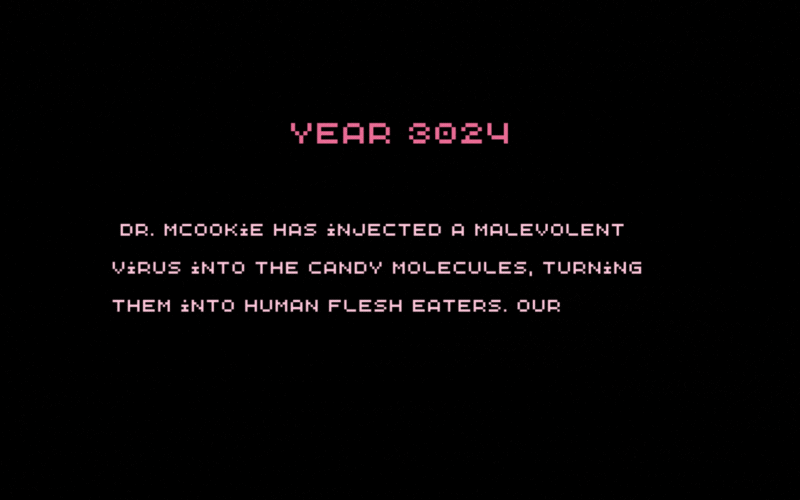 YEAR 3024
DR. MCOOKiE HAS iNJECTED A MALEVOLENT
ViRUS iNTO THE CANDY MOLECULES, TURNiNG
THEM iNTO HUMAN FLESH EATERS. OUR